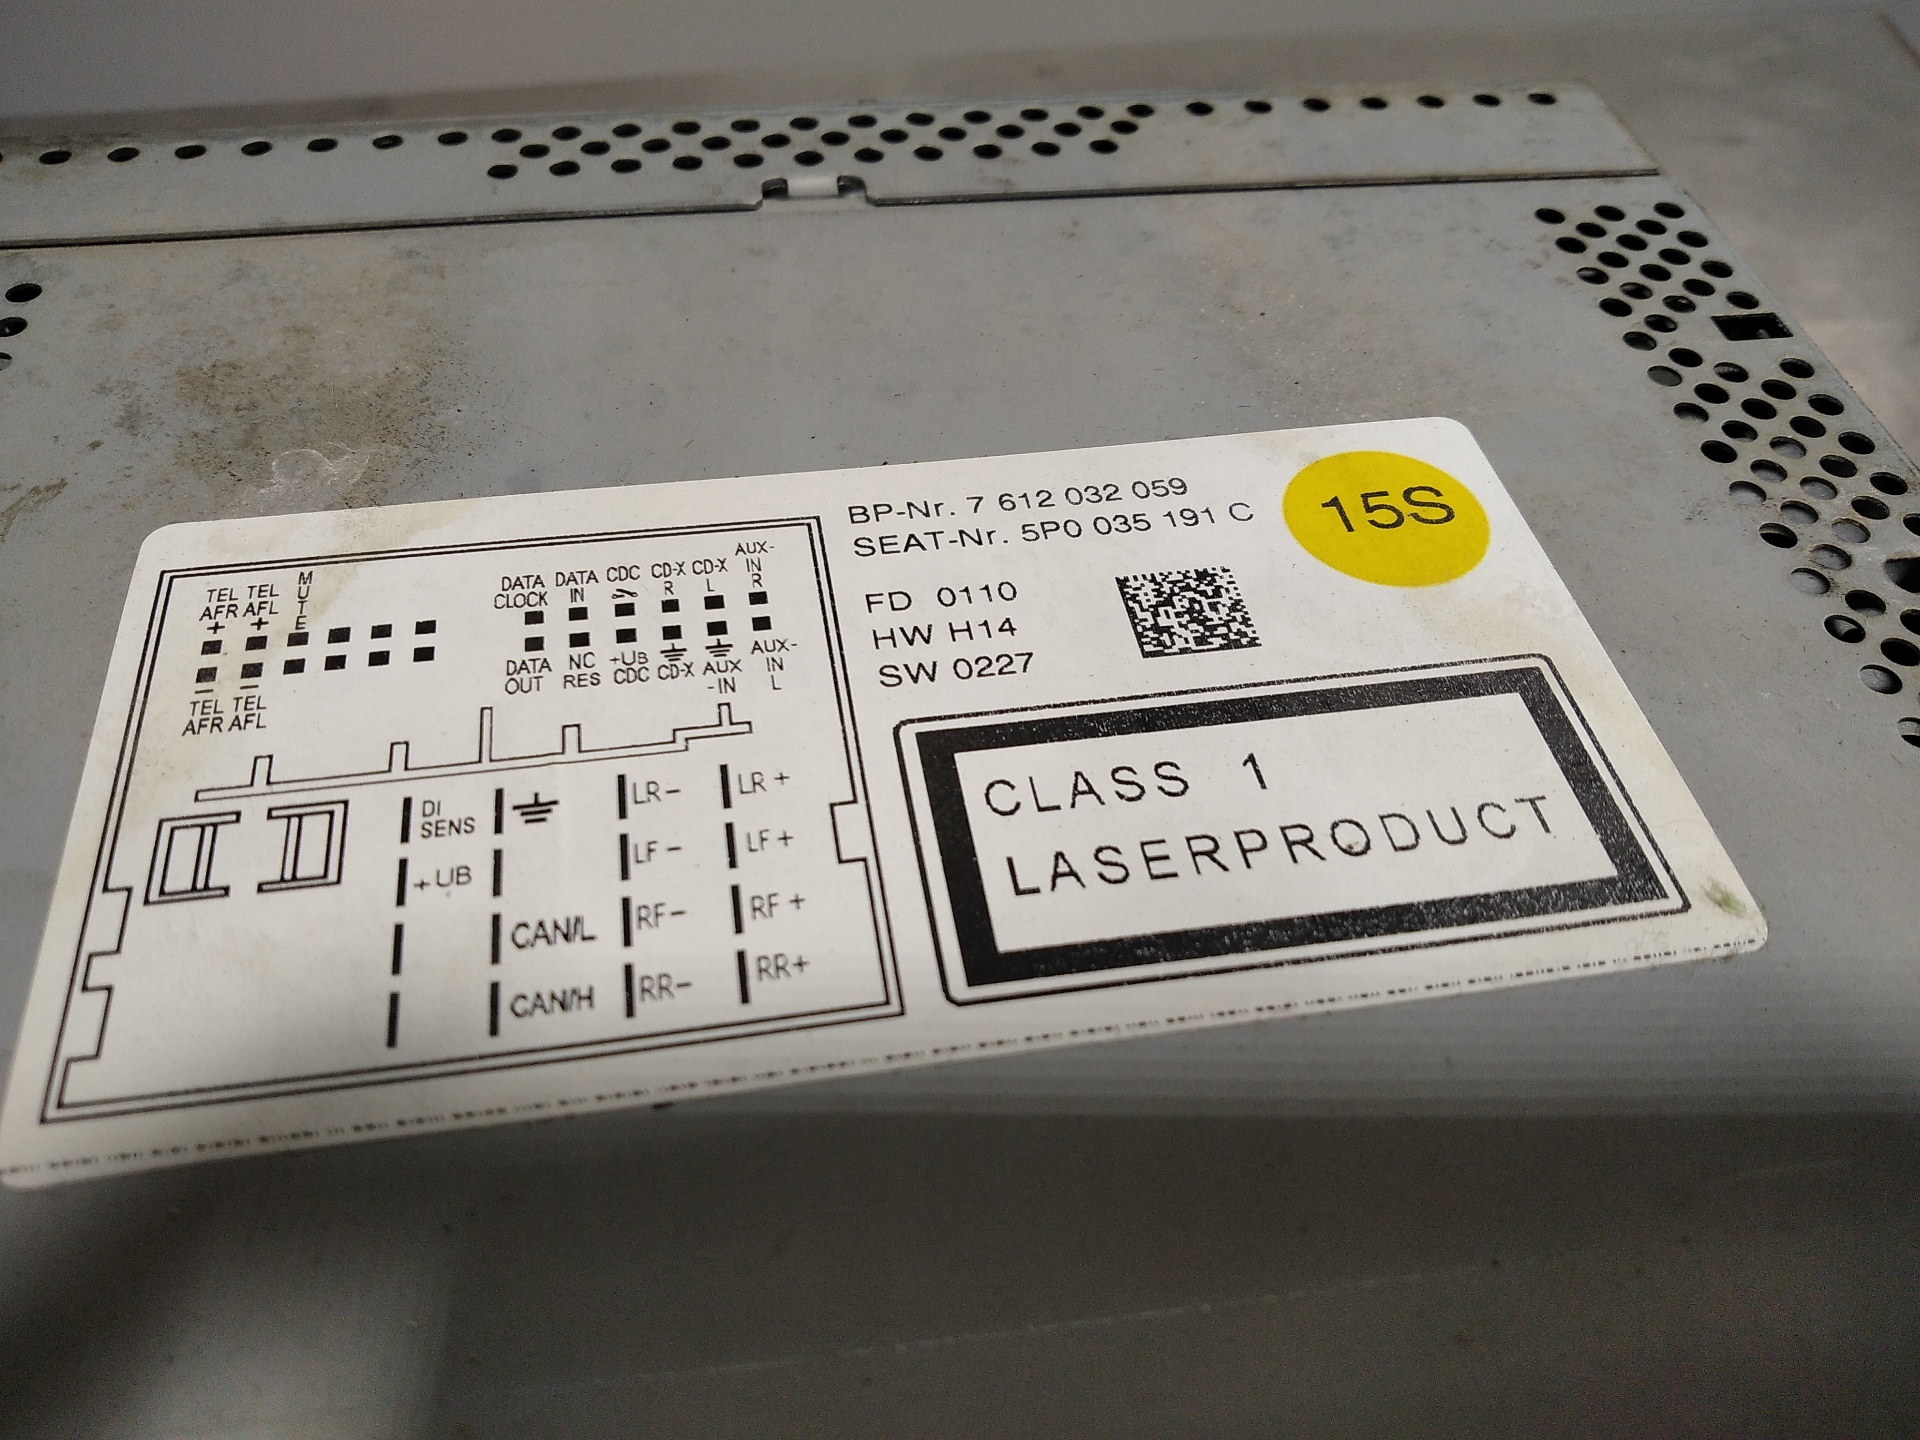 BP-Nr. 7 612 032 059
SEAT-Nr. 5P0 035 191 C
15S
FD 0110
HW H14
SW 0227
CLASS 1
LASERPRODUCT
TEL TEL MUTE
AFR AFL
+ +
- -
TEL TEL
AFR AFL
DATA DATA CDC CD-X CD-X AUX-
CLOCK IN R L IN
R
DATA NC +UB CD-X AUX AUX-
OUT RES CDC -IN IN
L
DI LR- LR+
SENS
+UB LF- LF+
CAN/L RF- RF+
CAN/H RR- RR+